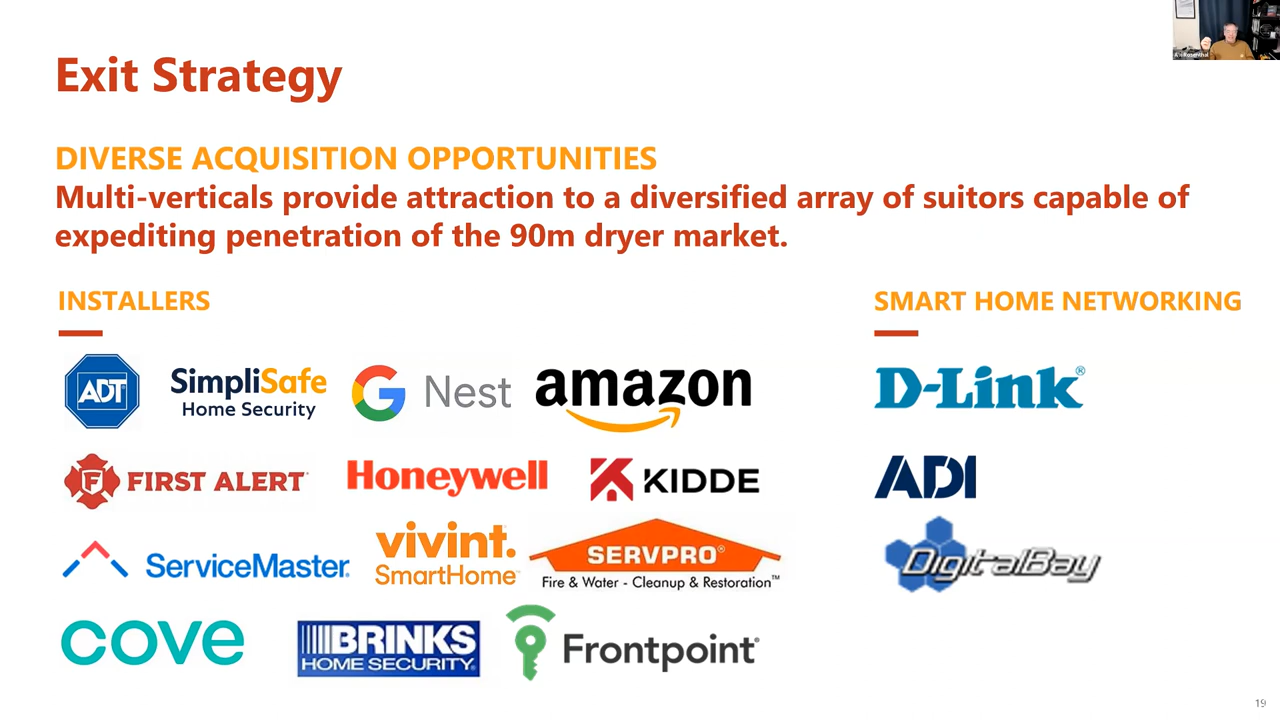 Exit Strategy
DIVERSE ACQUISITION OPPORTUNITIES
Multi-verticals provide attraction to a diversified array of suitors capable of
expediting penetration of the 90m dryer market.
INSTALLERS
SMART HOME NETWORKING
ADT
SimpliSafe
Home Security
G Nest
amazon
D-Link®
F FIRST ALERT
Honeywell
KIDDE
ADI
ServiceMaster
vivint.
SmartHome™
SERVPRO®
Fire & Water - Cleanup & Restoration™
DigitalBay
cove
BRINKS
HOME SECURITY
Frontpoint®
19